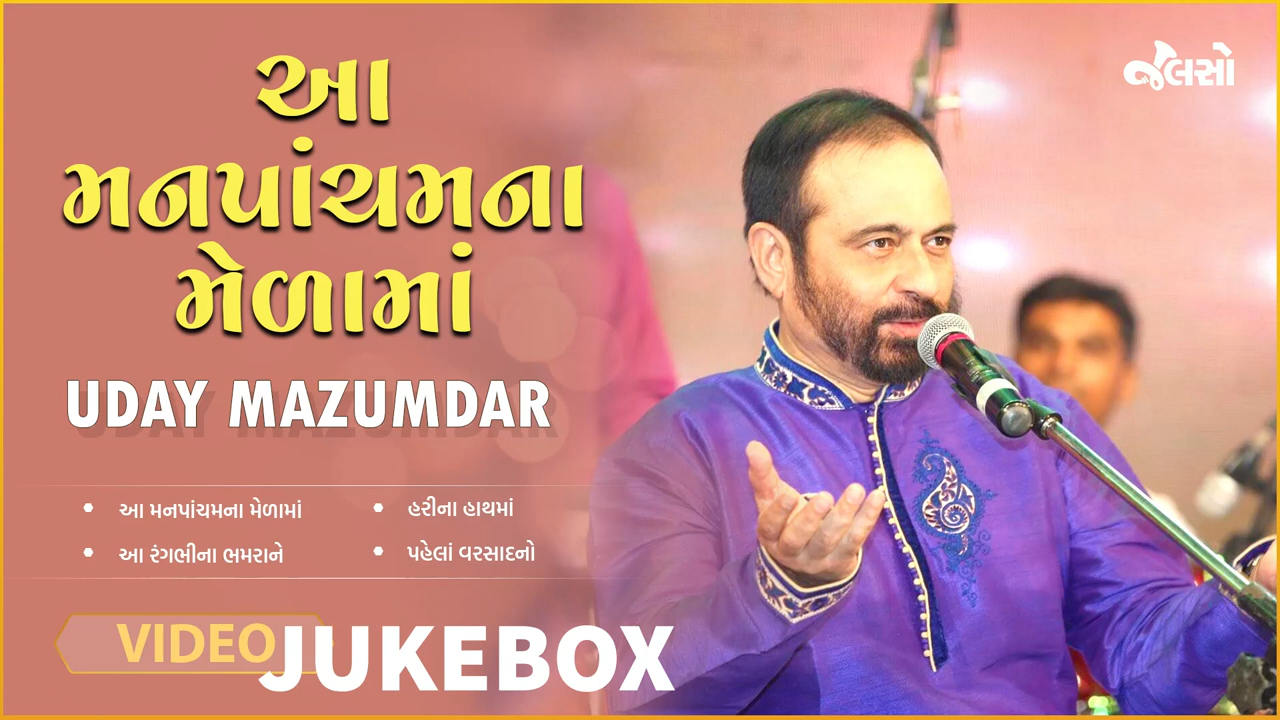 જલસો
આ
મનપાંચમના
મેળામાં
UDAY MAZUMDAR
આ મનપાંચમના મેળામાં
હરીના હાથમાં
આ રંગભીના ભમરાને
પહેલાં વરસાદનો
VIDEO JUKEBOX